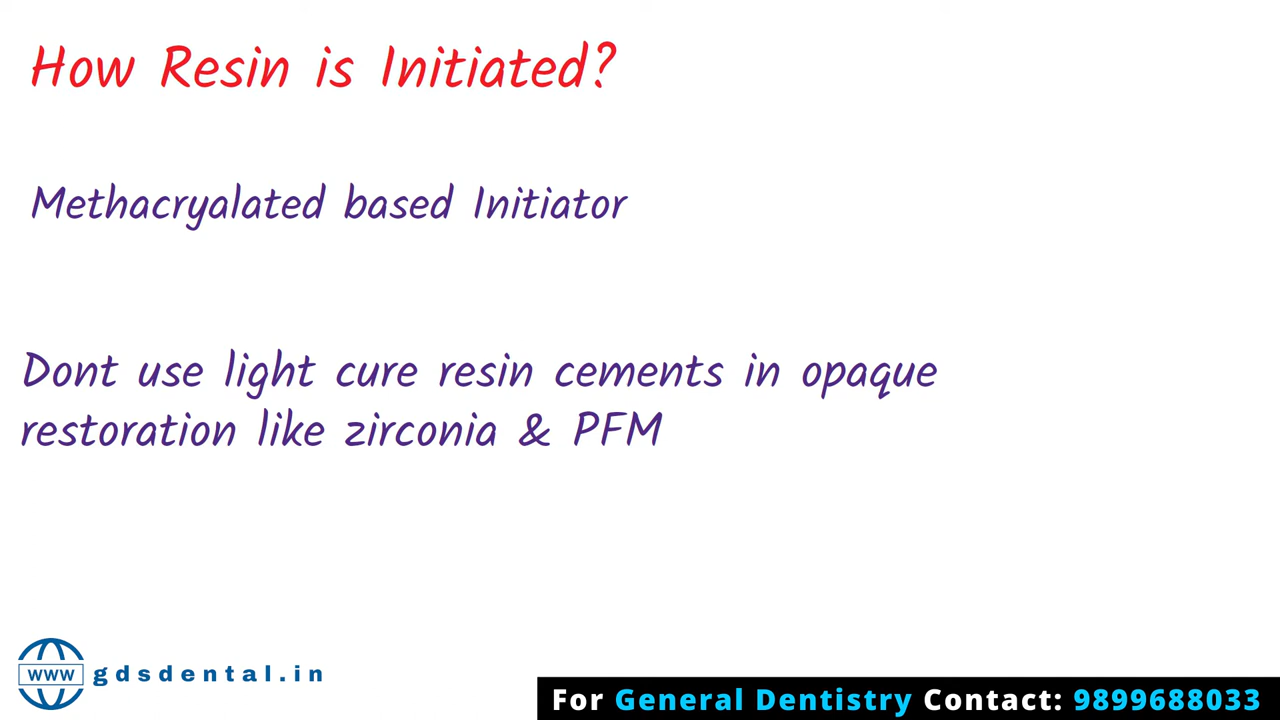 How Resin is Initiated?
Methacryalated based Initiator
Dont use light cure resin cements in opaque
restoration like zirconia & PFM
www gdsdental.in
For General Dentistry Contact: 9899688033